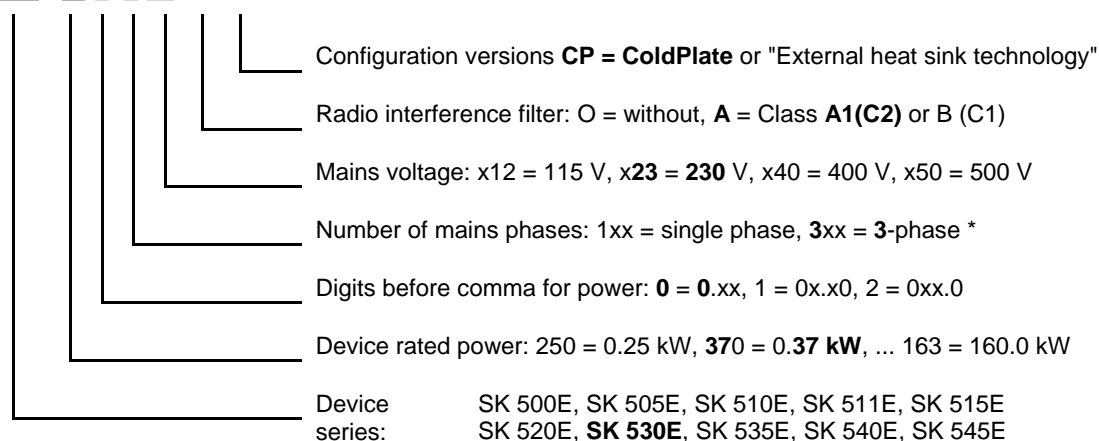 Configuration versions CP = ColdPlate or "External heat sink technology"
Radio interference filter: O = without, A = Class A1(C2) or B (C1)
Mains voltage: x12 = 115 V, x23 = 230 V, x40 = 400 V, x50 = 500 V
Number of mains phases: 1xx = single phase, 3xx = 3-phase *
Digits before comma for power: 0 = 0.xx, 1 = 0x.x0, 2 = 0xx.0
Device rated power: 250 = 0.25 kW, 370 = 0.37 kW, ... 163 = 160.0 kW
Device SK 500E, SK 505E, SK 510E, SK 511E, SK 515E
series: SK 520E, SK 530E, SK 535E, SK 540E, SK 545E